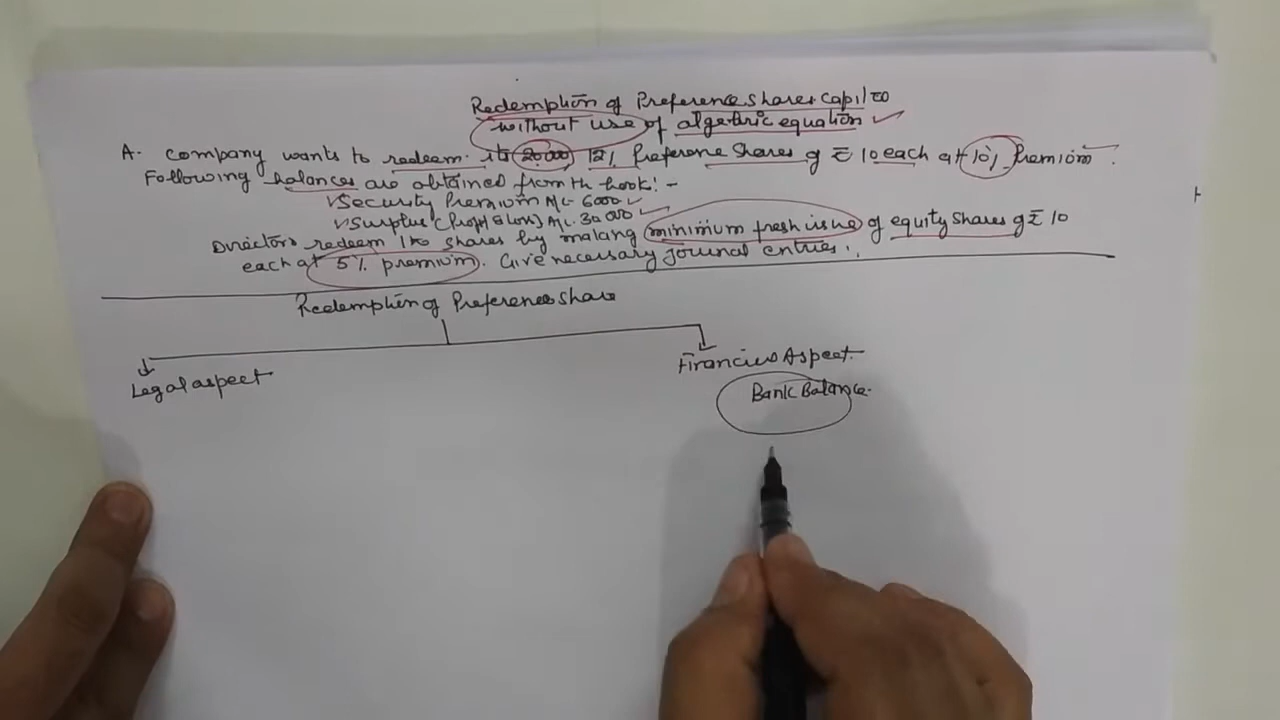 Redemption of Preference share capital
without use of algebric equation
A. Company wants to redeem its 2000, 12% Preference Shares of ₹ 10 each at 10% Premium.
Following balances are obtained from th book: -
Security Premium A/c - 6000
Surplus (Profit & Loss) A/c. 30 000
Directors redeem the shares by making minimum fresh issue of equity shares of ₹ 10
each at 5% premium. Give necessary journal entries.
Redemption of Preference share
Financial Aspect.
Legal aspect
Bank Balance.